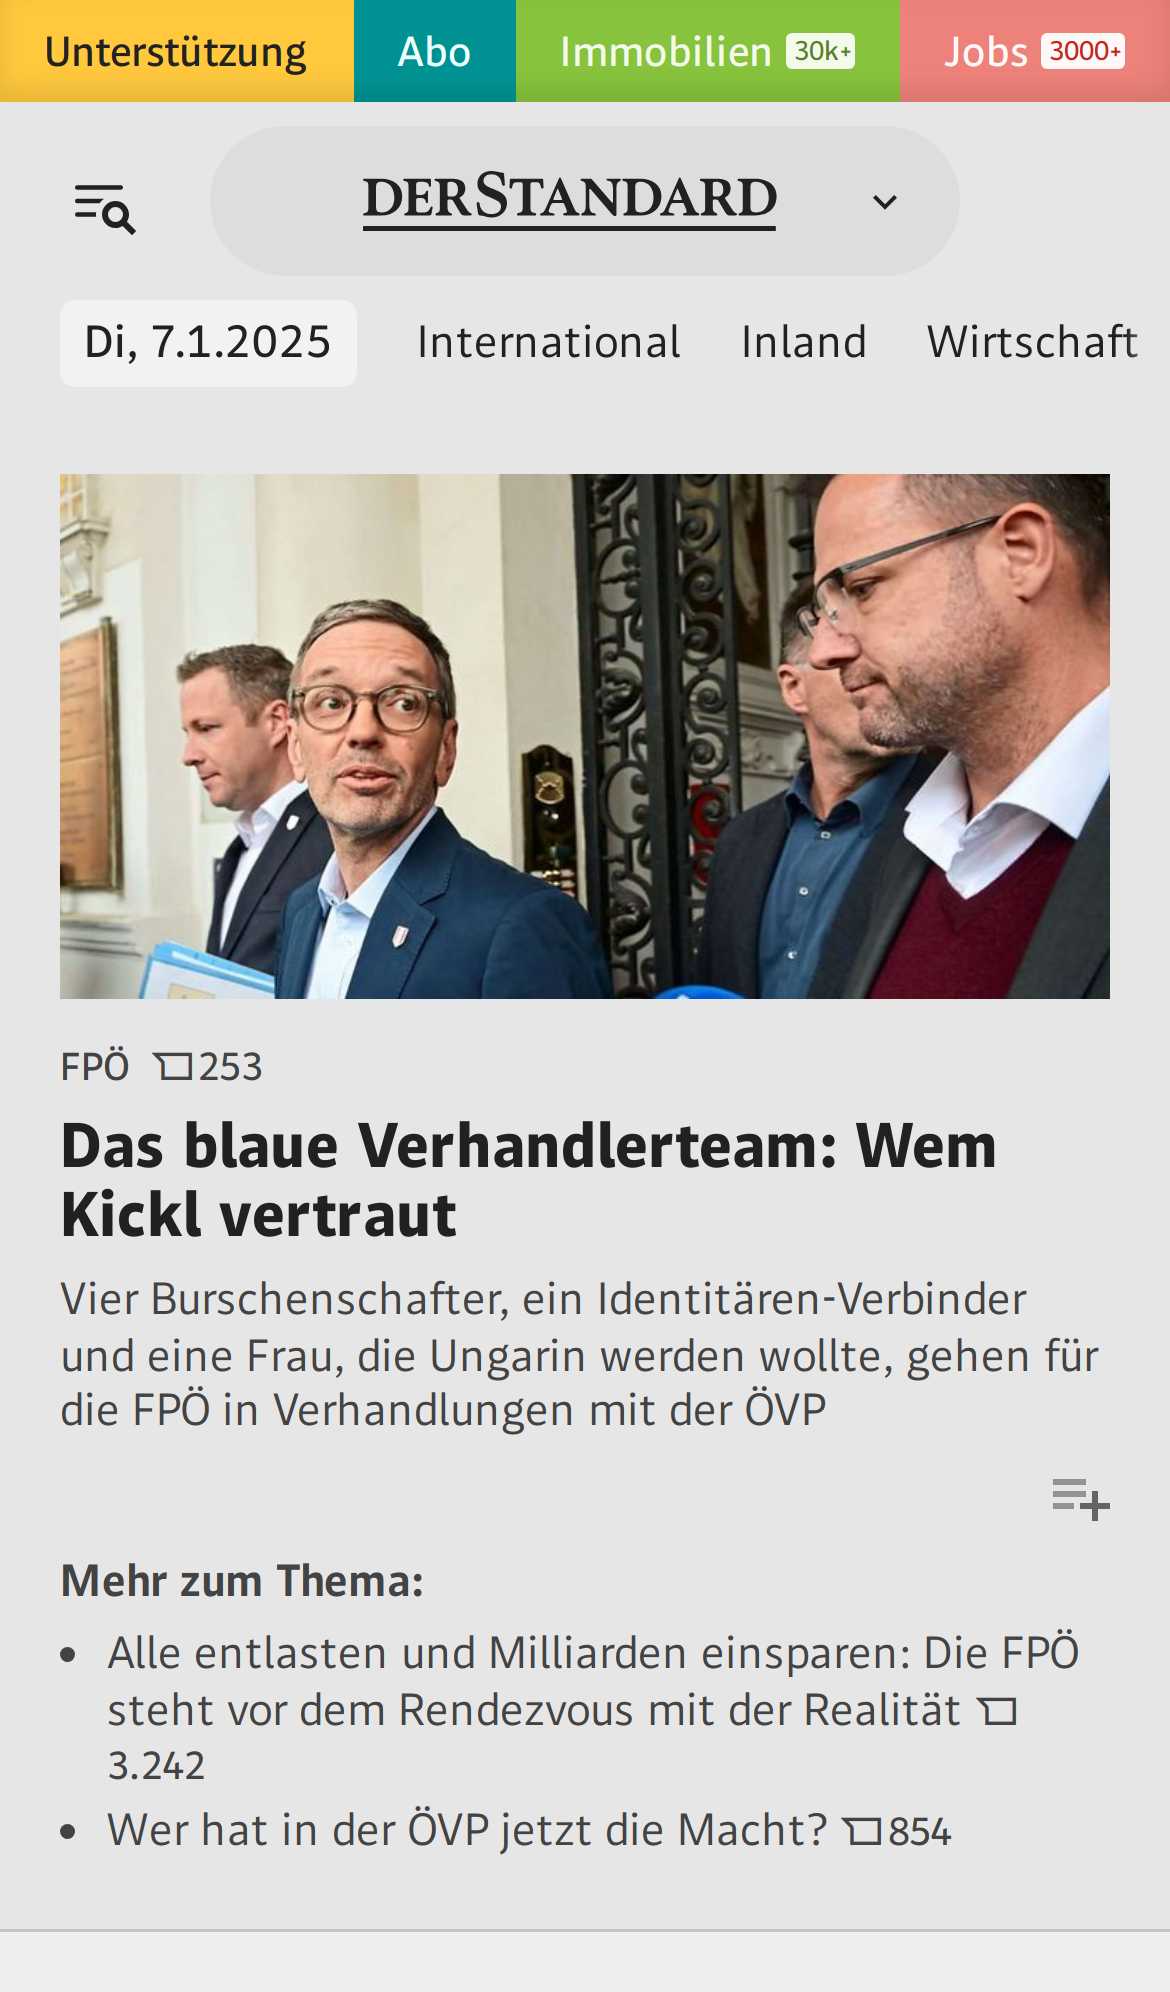 Unterstützung Abo Immobilien 30k+ Jobs 3000+
DERSTANDARD
Di, 7.1.2025 International Inland Wirtschaft
FPÖ 253
Das blaue Verhandlerteam: Wem
Kickl vertraut
Vier Burschenschafter, ein Identitären-Verbinder
und eine Frau, die Ungarin werden wollte, gehen für
die FPÖ in Verhandlungen mit der ÖVP
Mehr zum Thema:
• Alle entlasten und Milliarden einsparen: Die FPÖ
steht vor dem Rendezvous mit der Realität
3.242
• Wer hat in der ÖVP jetzt die Macht? 854